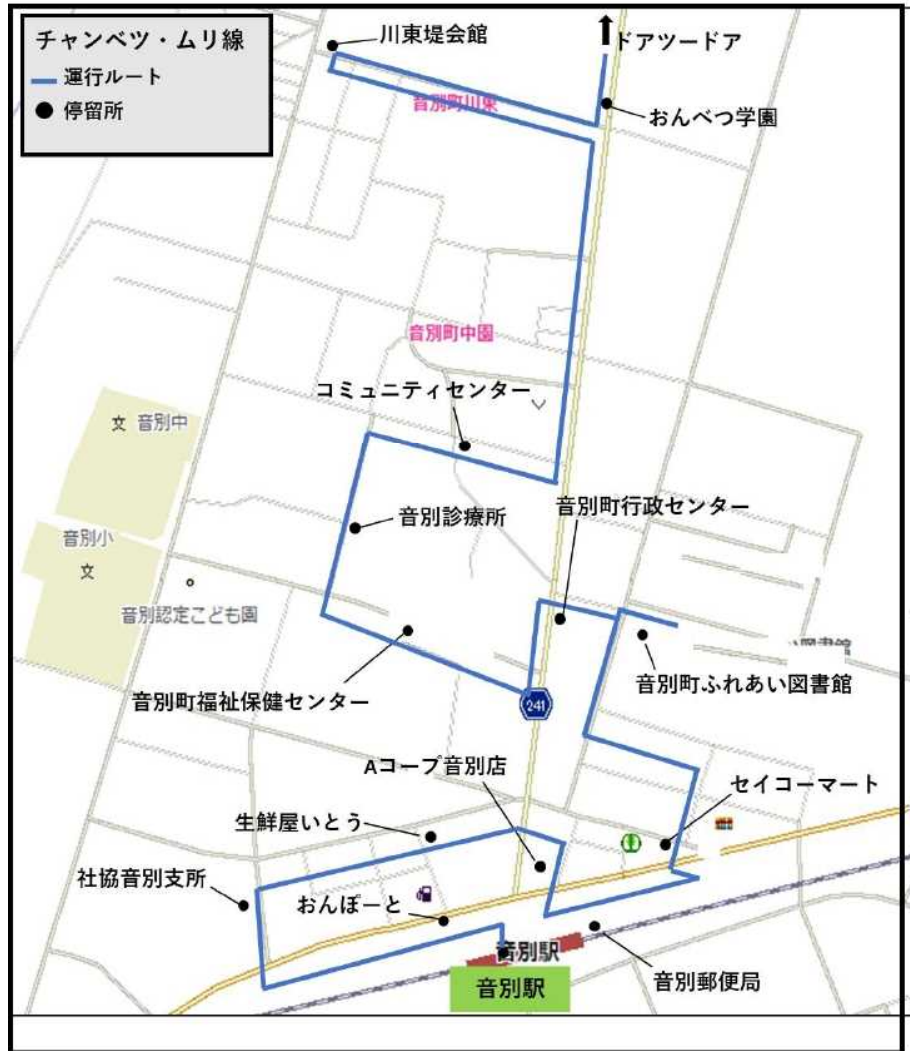 チャンベツ・ムリ線
運行ルート
停留所
川東堤会館
ドアツードア
音別町川東
おんべつ学園
音別町中園
コミュニティセンター
文 音別中
音別診療所
音別町行政センター
音別小
文
音別認定こども園
図書館
音別町ふれあい図書館
音別町福祉保健センター
241
Aコープ音別店
セイコーマート
生鮮屋いとう
社協音別支所
おんぽーと
音別駅
音別郵便局
音別駅